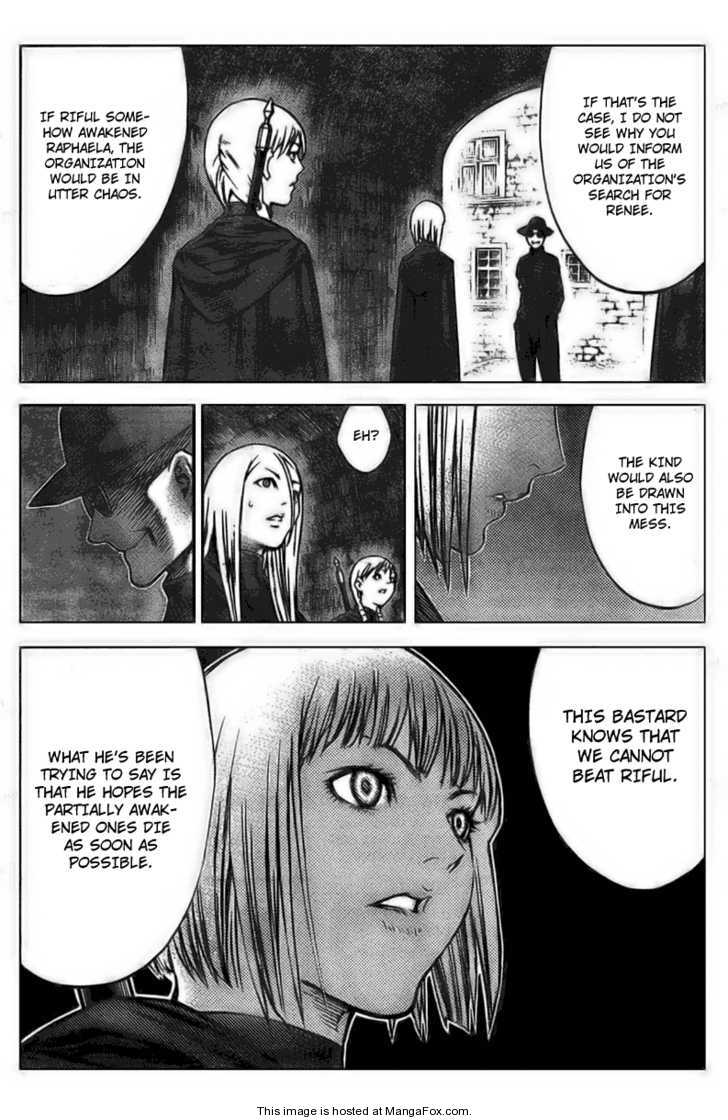 IF THAT'S THE
CASE, I DO NOT
SEE WHY YOU
WOULD INFORM
US OF THE
ORGANIZATION'S
SEARCH FOR
RENEE.
IF RIFUL SOME-
HOW AWAKENED
RAPHAELA, THE
ORGANIZATION
WOULD BE IN
UTTER CHAOS.
THE KIND
WOULD ALSO
BE DRAWN
INTO THIS
MESS.
EH?
THIS BASTARD
KNOWS THAT
WE CANNOT
BEAT RIFUL.
WHAT HE'S BEEN
TRYING TO SAY IS
THAT HE HOPES THE
PARTIALLY AWAK-
ENED ONES DIE
AS SOON AS
POSSIBLE.
This image is hosted at MangaFox.com.